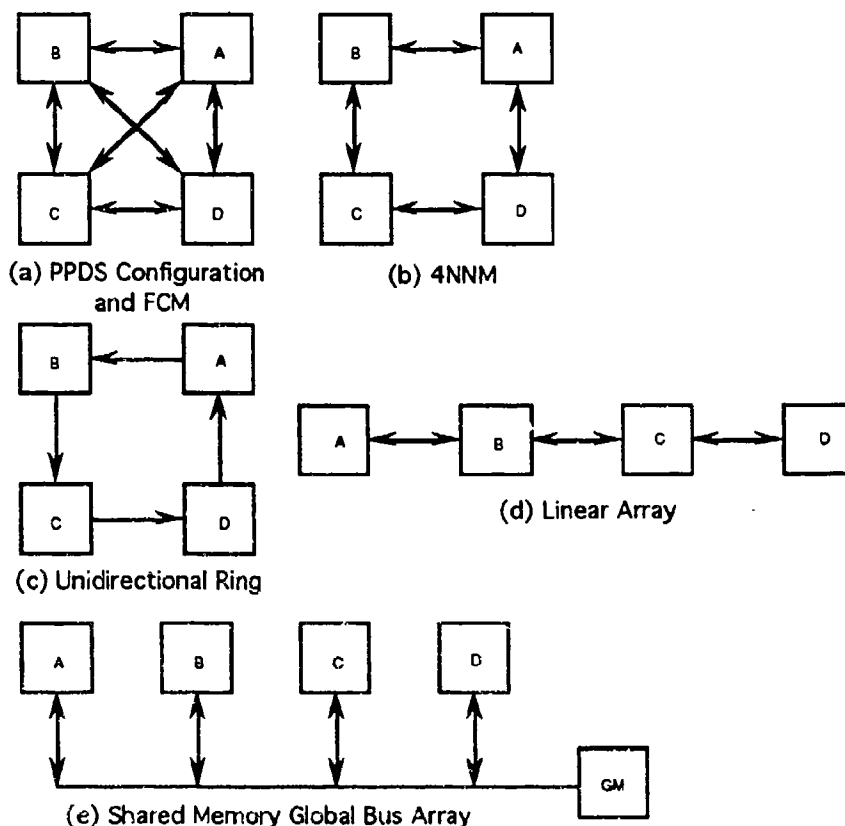 B A
C D
(a) PPDS Configuration
and FCM
B A
C D
(b) 4NNM
B A
C D
(c) Unidirectional Ring
A B C D
(d) Linear Array
A B C D
GM
(e) Shared Memory Global Bus Array